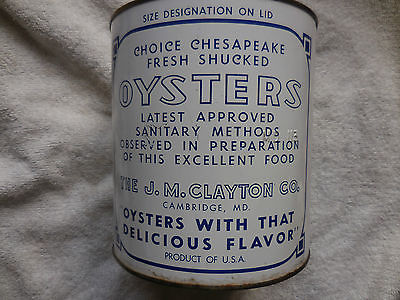 SIZE DESIGNATION ON LID
CHOICE CHESAPEAKE
FRESH SHUCKED
OYSTERS
LATEST APPROVED
SANITARY METHODS
OBSERVED IN PREPARATION
OF THIS EXCELLENT FOOD
THE J. M. CLAYTON CO.
CAMBRIDGE, MD.
OYSTERS WITH THAT
DELICIOUS FLAVOR"
PRODUCT OF U.S.A.